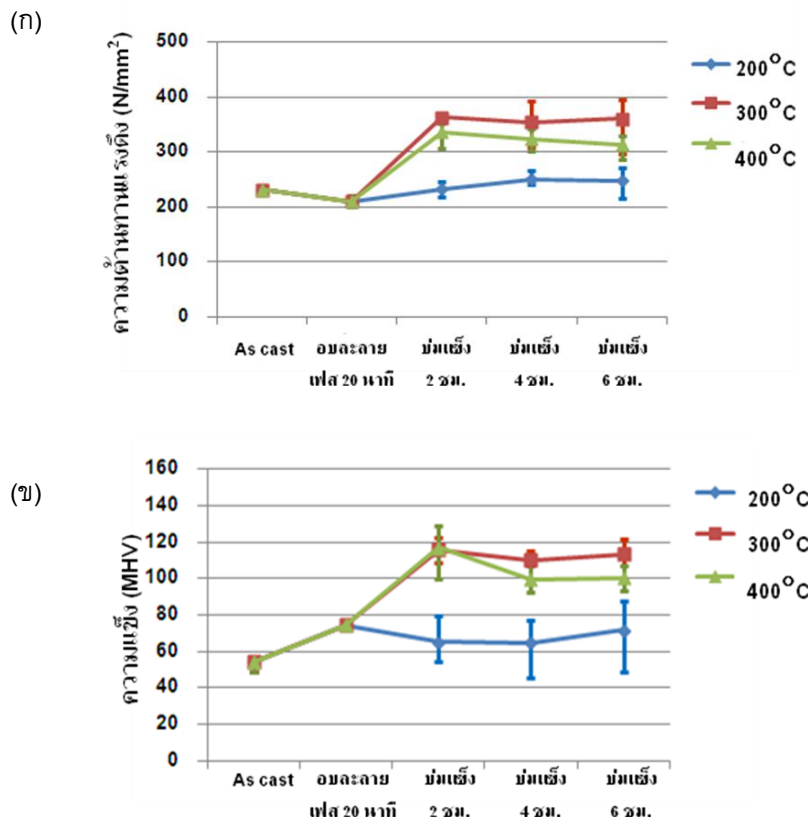 (ก)
ความต้านทานแรงดึง (N/mm²)
500
400
300
200
100
0
As cast
อบละลาย
เฟส 20 นาที
บ่มแข็ง
2 ชม.
บ่มแข็ง
4 ชม.
บ่มแข็ง
6 ชม.
200°C
300°C
400°C
(ข)
ความแข็ง (MHV)
160
140
120
100
80
60
40
20
0
As cast
อบละลาย
เฟส 20 นาที
บ่มแข็ง
2 ชม.
บ่มแข็ง
4 ชม.
บ่มแข็ง
6 ชม.
200°C
300°C
400°C